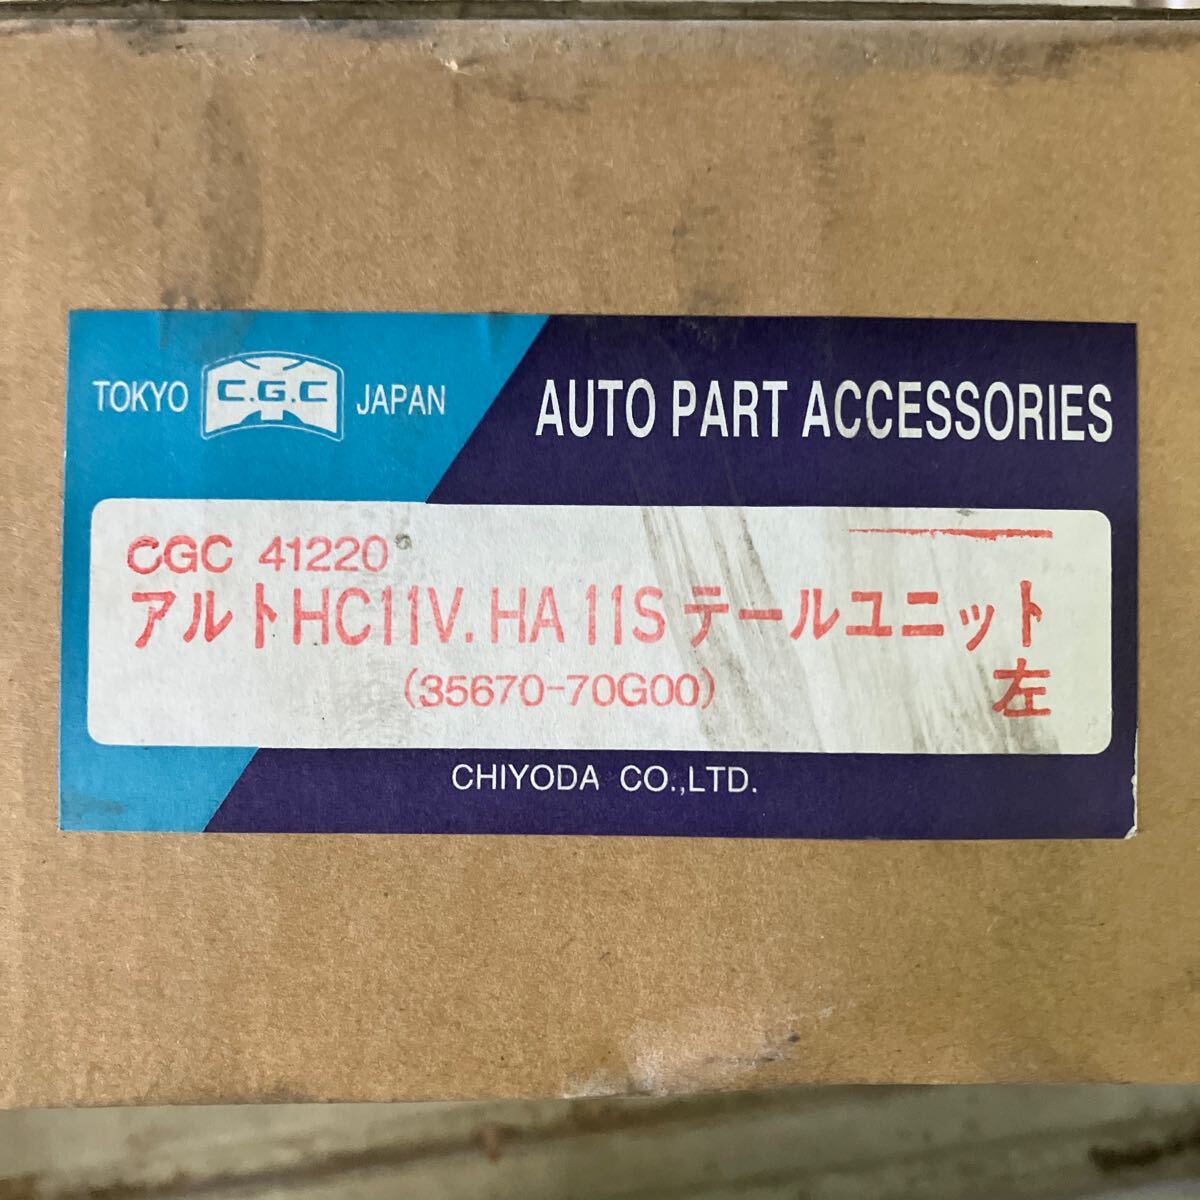 TOKYO C.G.C JAPAN
AUTO PART ACCESSORIES
CGC 41220
アルトHC11V.HA11S テールユニット
(35670-70G00) 左
CHIYODA CO.,LTD.